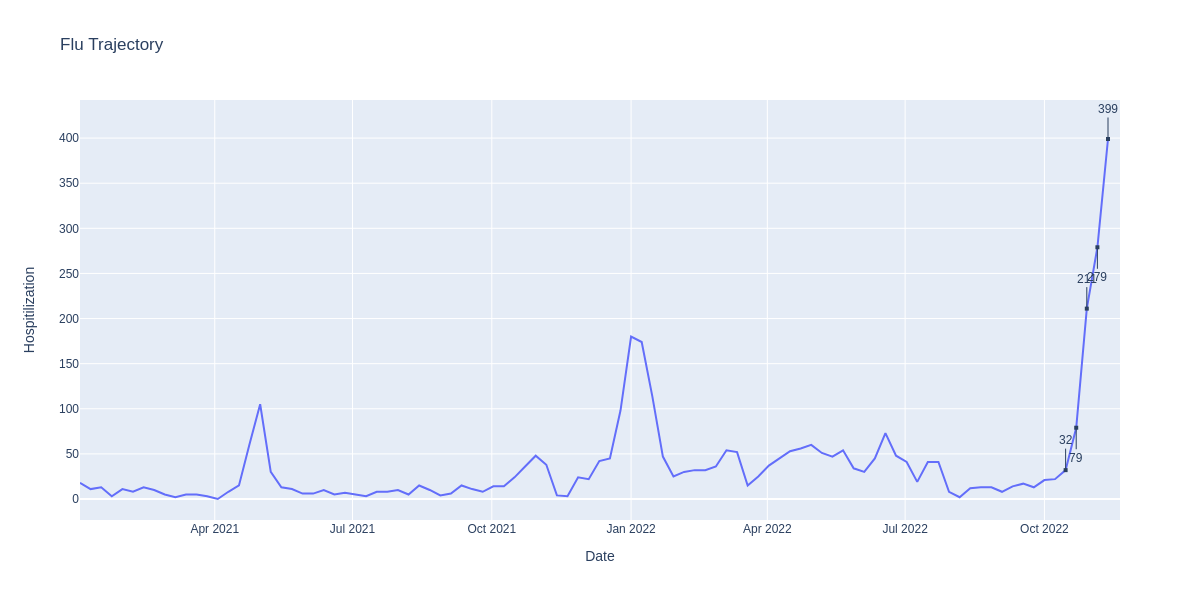 Flu Trajectory
Hospitilization
400
350
300
250
200
150
100
50
0
399
279
211
79
32
Apr 2021
Jul 2021
Oct 2021
Jan 2022
Apr 2022
Jul 2022
Oct 2022
Date